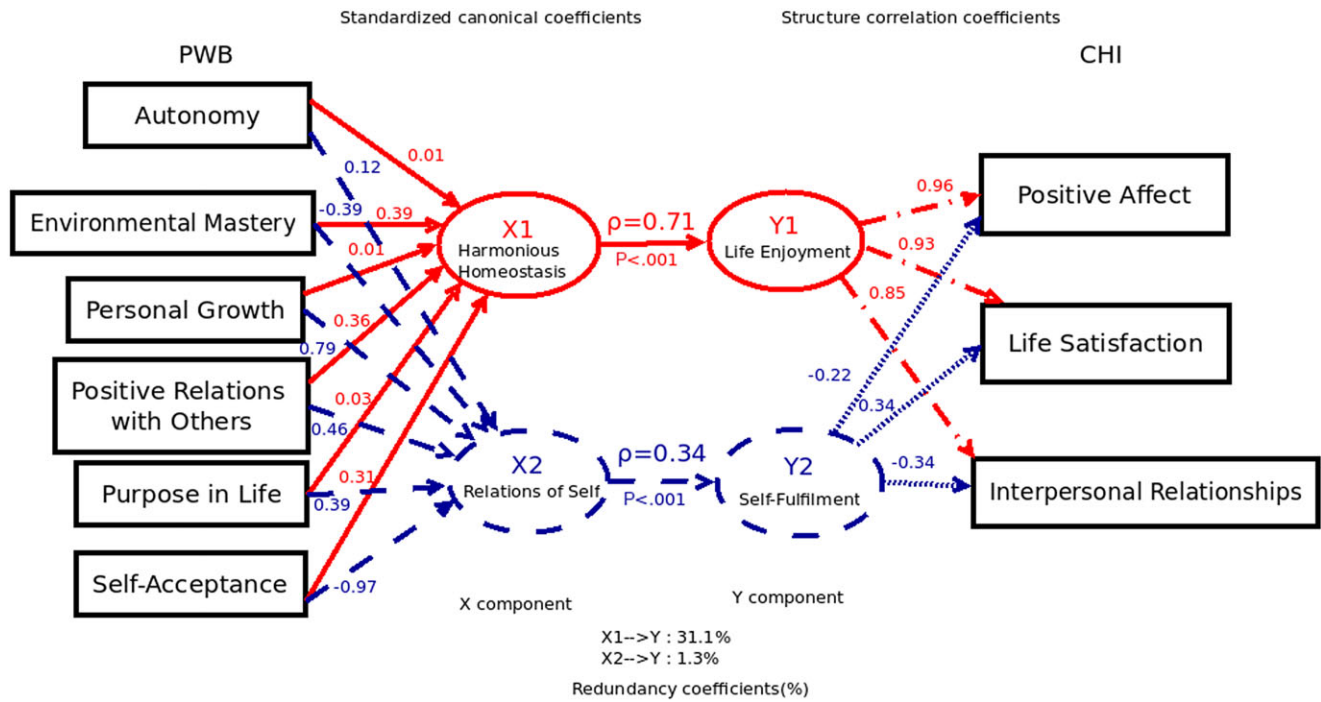 Standardized canonical coefficients
Structure correlation coefficients
PWB
CHI
Autonomy
0.01
0.12
Environmental Mastery
-0.39
0.39
0.01
Personal Growth
0.36
0.79
Positive Relations
with Others
0.03
0.46
Purpose in Life
0.31
0.39
Self-Acceptance
-0.97
X1
Harmonious
Homeostasis
ρ=0.71
P<.001
Y1
Life Enjoyment
0.96
0.93
0.85
Positive Affect
Life Satisfaction
-0.22
0.34
-0.34
X2
Relations of Self
ρ=0.34
P<.001
Y2
Self-Fulfilment
Interpersonal Relationships
X component
Y component
X1-->Y : 31.1%
X2-->Y : 1.3%
Redundancy coefficients(%)